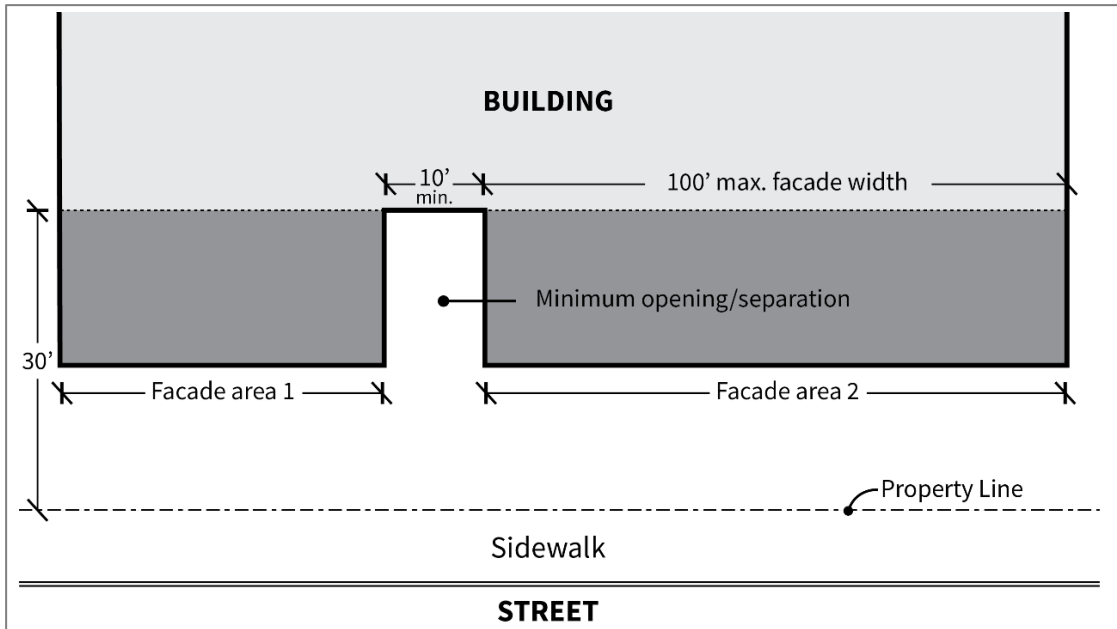 BUILDING
10’
min.
100’ max. facade width
Minimum opening/separation
30’
Facade area 1
Facade area 2
Property Line
Sidewalk
STREET